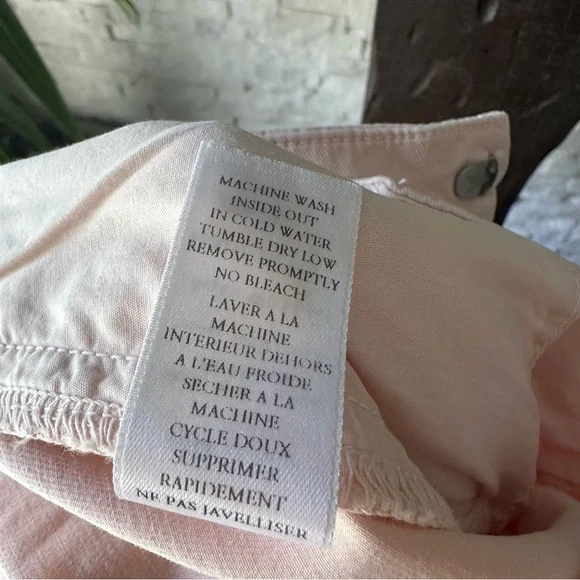 MACHINE WASH
INSIDE OUT
IN COLD WATER
TUMBLE DRY LOW
REMOVE PROMPTLY
NO BLEACH
LAVER A LA
MACHINE
INTERIEUR DEHORS
A L'EAU FROIDE
SECHER A LA
MACHINE
CYCLE DOUX
SUPPRIMER
RAPIDEMENT
NE PAS JAVELLISER